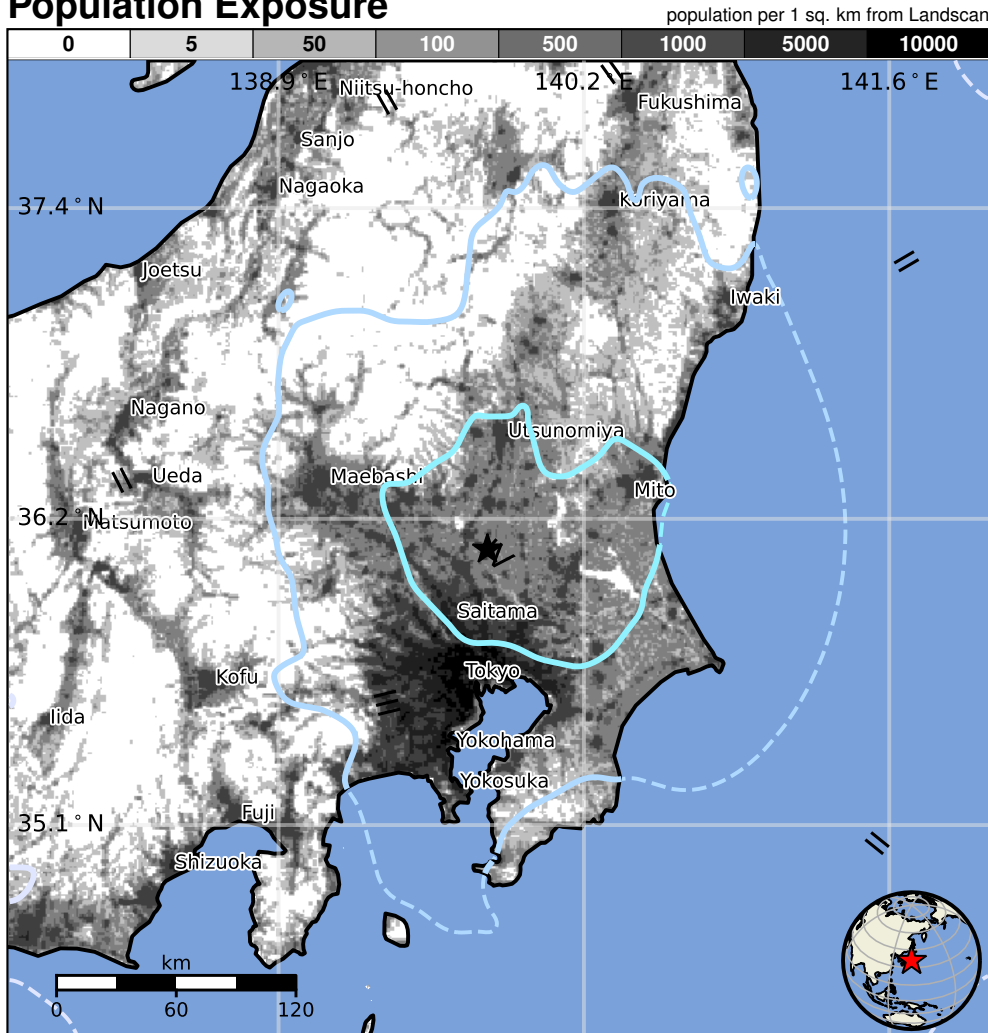 Population Exposure
population per 1 sq. km from Landscan
0 5 50 100 500 1000 5000 10000
138.9°E 140.2°E 141.6°E
Niitsu-honcho
Fukushima
Sanjo
Nagaoka
Koriyama
37.4°N
Joetsu
Iwaki
Nagano
Utsunomiya
Ueda
Maebashi
Mito
36.2°N
Matsumoto
Saitama
Tokyo
Kofu
Iida
Yokohama
Yokosuka
Fuji
35.1°N
Shizuoka
km
0 60 120